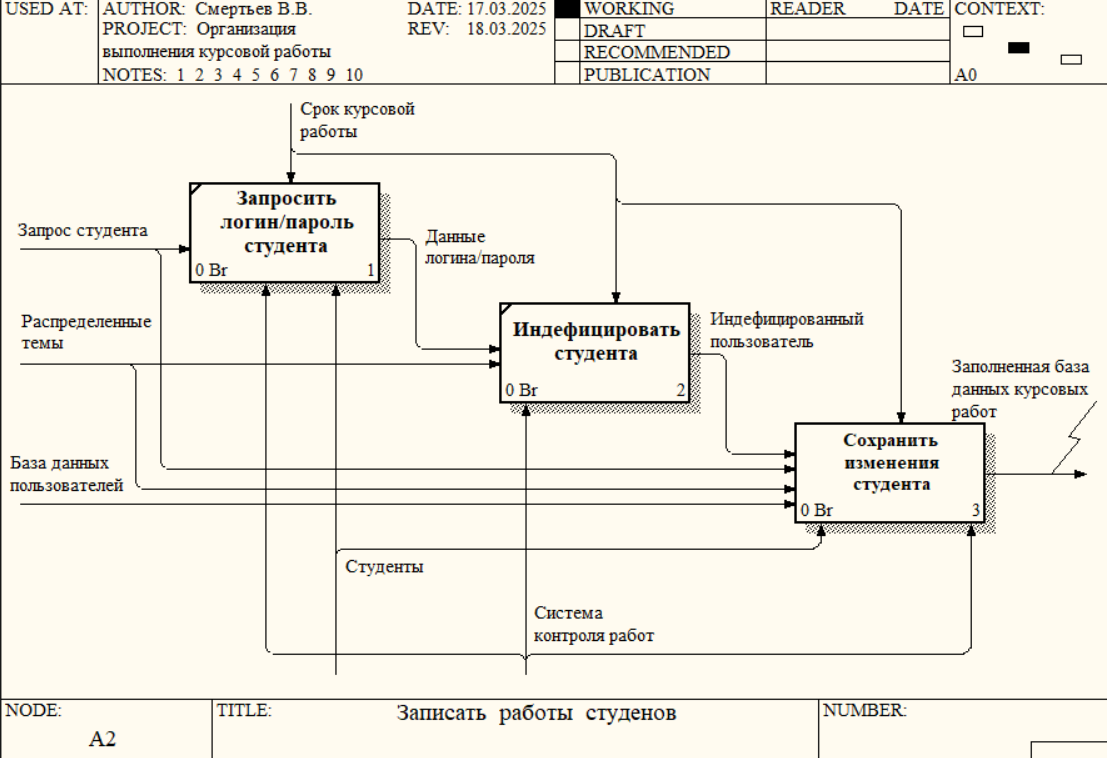 USED AT:
AUTHOR: Смертьев В.В.
DATE: 17.03.2025
PROJECT: Организация
REV: 18.03.2025
выполнения курсовой работы
NOTES: 1 2 3 4 5 6 7 8 9 10
WORKING
DRAFT
RECOMMENDED
PUBLICATION
READER DATE
CONTEXT:
A0
Срок курсовой
работы
Запросить
логин/пароль
студента
0 Br 1
Запрос студента
Данные
логина/пароля
Распределенные
темы
Индефицировать
студента
0 Br 2
Индефицированный
пользователь
Заполненная база
данных курсовых
работ
Сохранить
изменения
студента
0 Br 3
База данных
пользователей
Студенты
Система
контроля работ
NODE:
A2
TITLE:
Записать работы студенов
NUMBER: